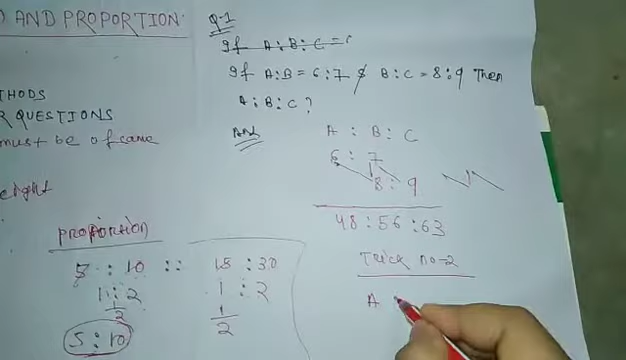 AND PROPORTION:
THODS
R QUESTIONS
must be of same
eight
proportion
5 : 10 :: 15 : 30
1 : 2 1 : 2
1/2 1/2
5 : 10
Q-1
If A:B:C = 6
If A:B = 6:7 & B:C = 8:9 Then
A:B:C?
Ans
A : B : C
6 : 7
8 : 9
48 : 56 : 63
Trick no-2
A